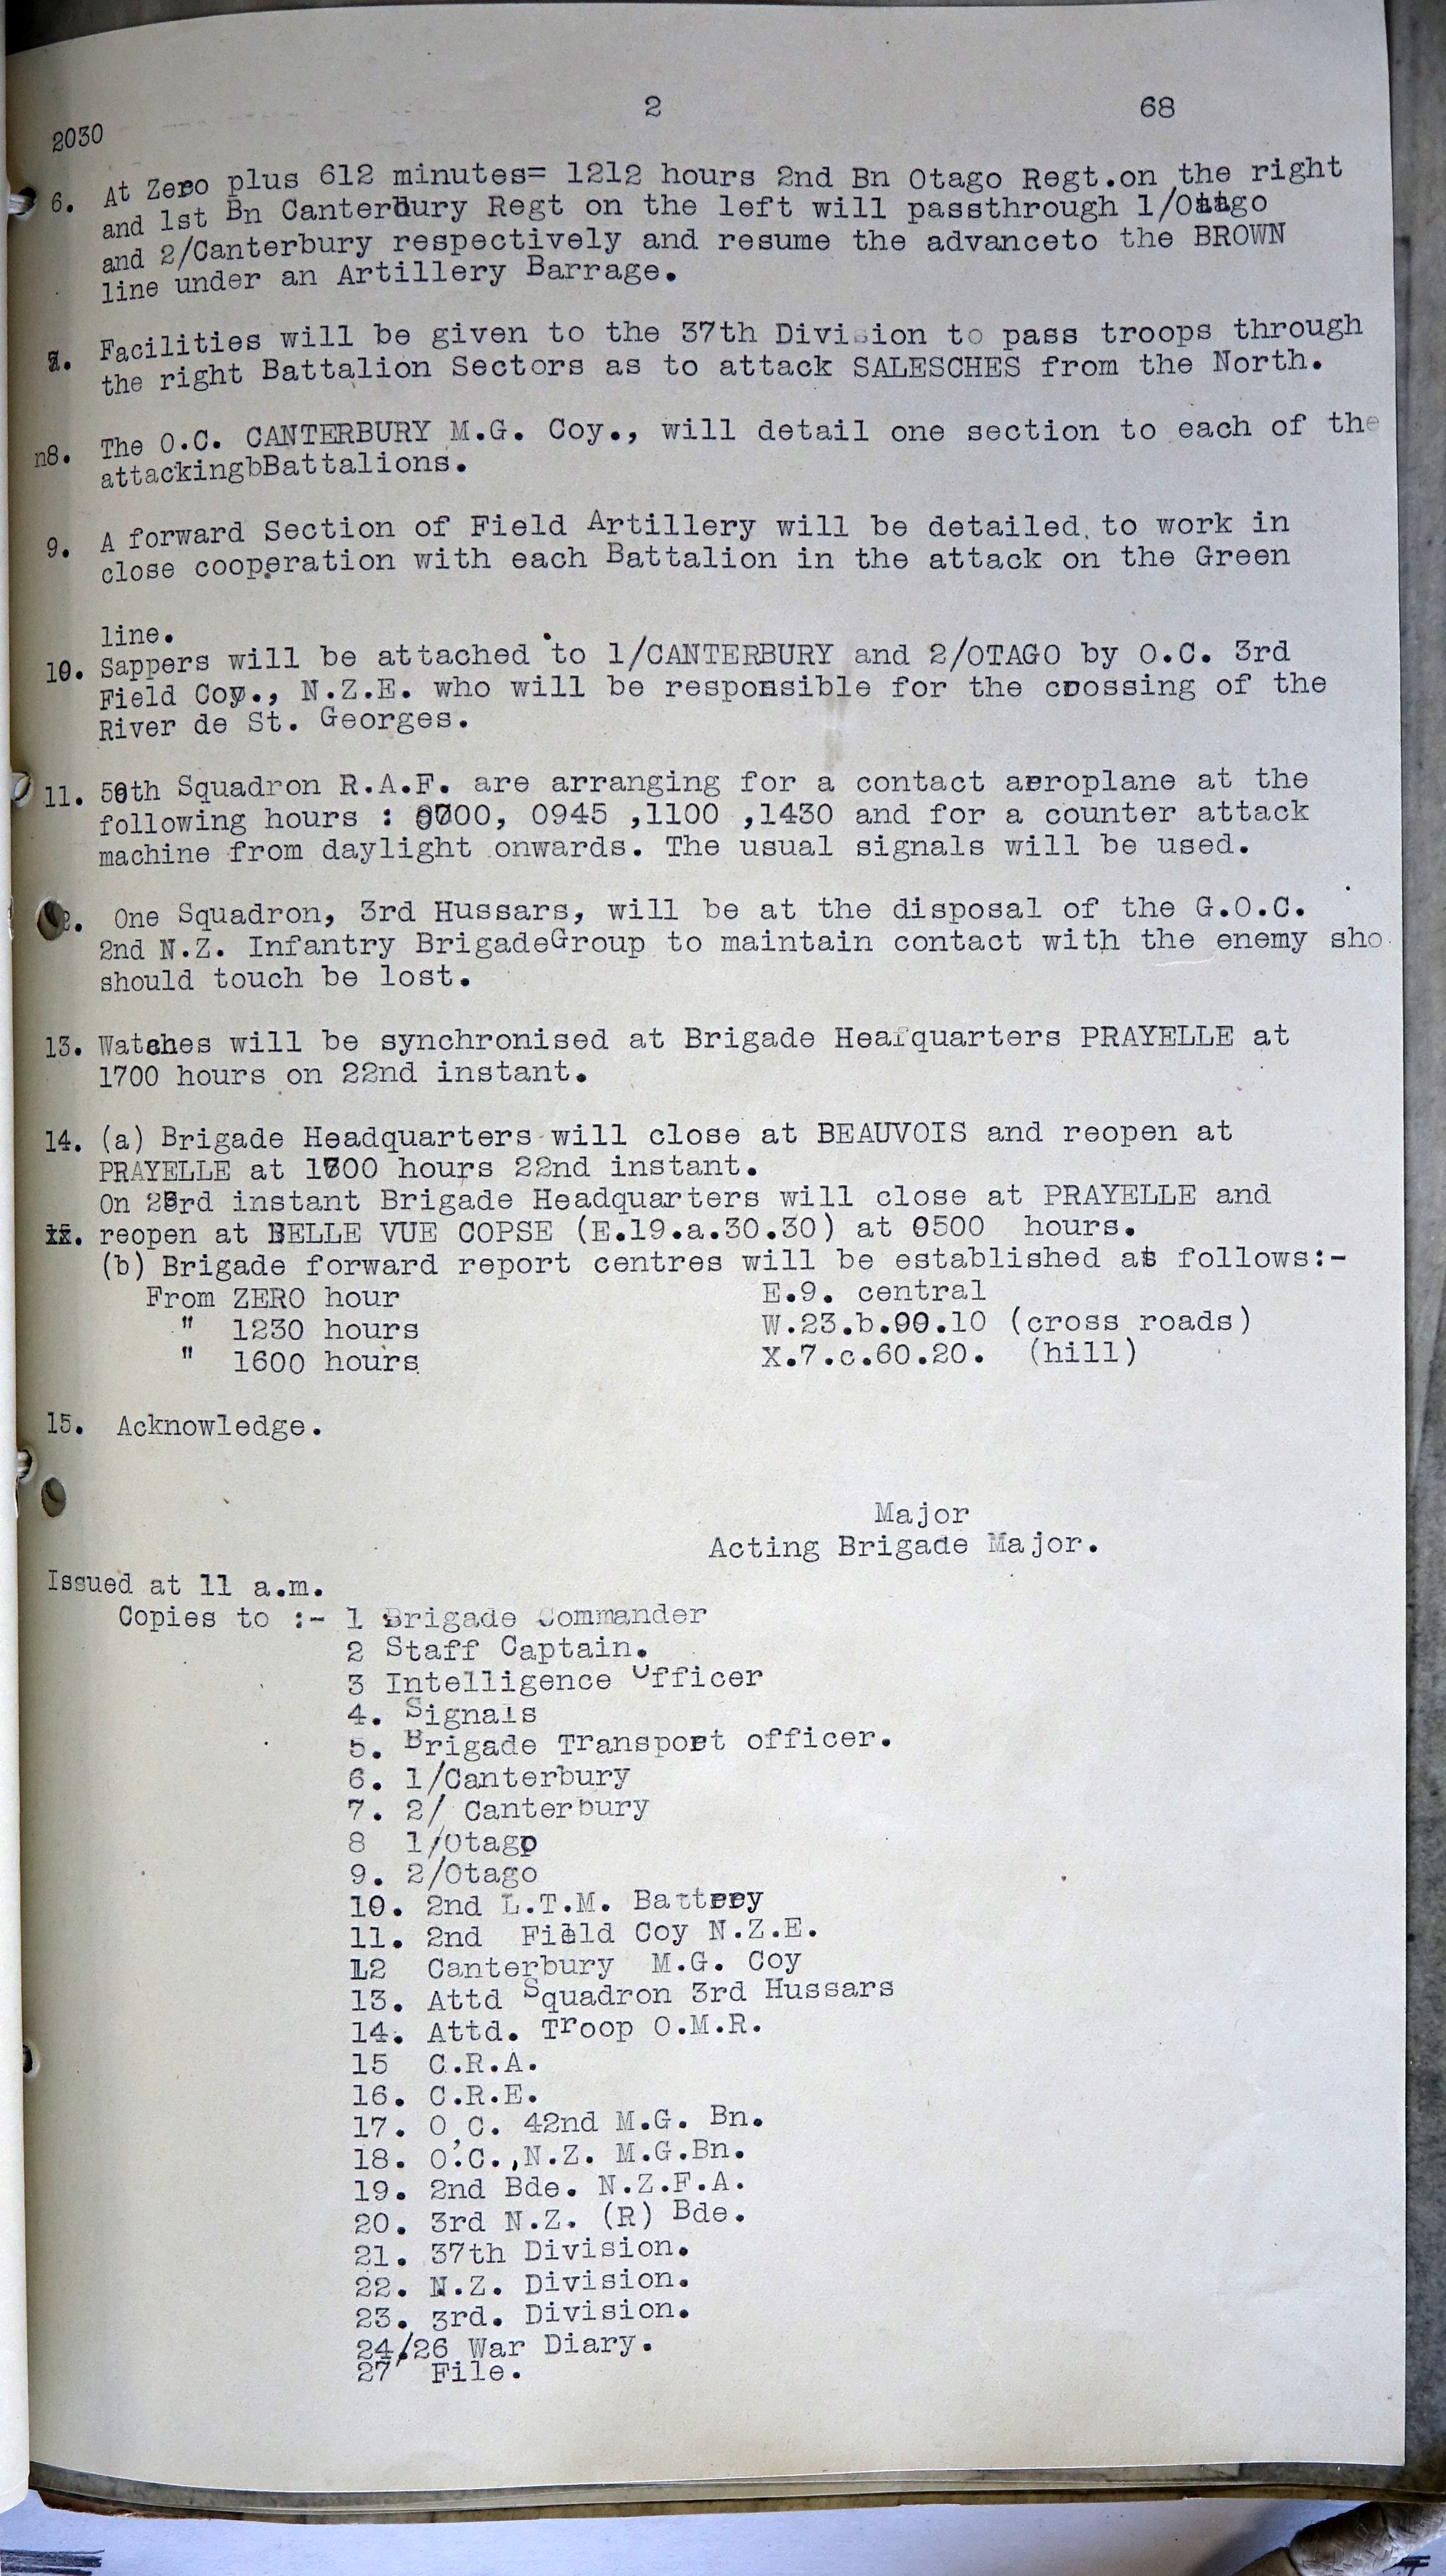 2 68
2030
6. At Zero plus 612 minutes= 1212 hours 2nd Bn Otago Regt.on the right
and 1st Bn Canterbury Regt on the left will passthrough 1/Otago
and 2/Canterbury respectively and resume the advanceto the BROWN
line under an Artillery Barrage.
7. Facilities will be given to the 37th Division to pass troops through
the right Battalion Sectors as to attack SALESCHES from the North.
n8. The O.C. CANTERBURY M.G. Coy., will detail one section to each of the
attackingbBattalions.
9. A forward Section of Field Artillery will be detailed to work in
close cooperation with each Battalion in the attack on the Green
line.
10. Sappers will be attached to 1/CANTERBURY and 2/OTAGO by O.C. 3rd
Field Coy., N.Z.E. who will be responsible for the crossing of the
River de St. Georges.
11. 59th Squadron R.A.F. are arranging for a contact aeroplane at the
following hours : 0700, 0945 ,1100 ,1430 and for a counter attack
machine from daylight onwards. The usual signals will be used.
2. One Squadron, 3rd Hussars, will be at the disposal of the G.O.C.
2nd N.Z. Infantry BrigadeGroup to maintain contact with the enemy sho
should touch be lost.
13. Watches will be synchronised at Brigade Heafquarters PRAYELLE at
1700 hours on 22nd instant.
14. (a) Brigade Headquarters will close at BEAUVOIS and reopen at
PRAYELLE at hours 22nd instant.
On 23rd instant Brigade Headquarters will close at PRAYELLE and
reopen at BELLE VUE COPSE (E.19.a.30.30) at 0500 hours.
(b) Brigade forward report centres will be established as follows:-
From ZERO hour E.9. central
" 1230 hours W.23.b.90.10 (cross roads)
" 1600 hours X.7.c.60.20. (hill)
15. Acknowledge.
Major
Acting Brigade Major.
Issued at 11 a.m.
Copies to :- 1 Brigade Commander
2 Staff Captain.
3 Intelligence Officer
4. Signals
5. Brigade Transport officer.
6. 1/Canterbury
7. 2/ Canterbury
8 1/Otago
9. 2/Otago
10. 2nd L.T.M. Battery
11. 2nd Field Coy N.Z.E.
12 Canterbury M.G. Coy
13. Attd Squadron 3rd Hussars
14. Attd. Troop O.M.R.
15 C.R.A.
16. C.R.E.
17. O.C. 42nd M.G. Bn.
18. O.C.,N.Z. M.G.Bn.
19. 2nd Bde. N.Z.F.A.
20. 3rd N.Z. (R) Bde.
21. 37th Division.
22. N.Z. Division.
23. 3rd. Division.
24/26 War Diary.
27 File.